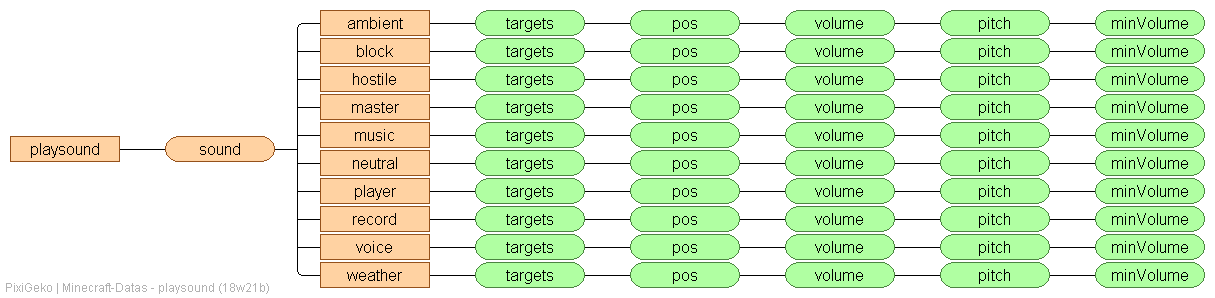 ambient targets pos volume pitch minVolume
block targets pos volume pitch minVolume
hostile targets pos volume pitch minVolume
master targets pos volume pitch minVolume
playsound sound music targets pos volume pitch minVolume
neutral targets pos volume pitch minVolume
player targets pos volume pitch minVolume
record targets pos volume pitch minVolume
voice targets pos volume pitch minVolume
weather targets pos volume pitch minVolume
PixiGeko | Minecraft-Datas - playsound (18w21b)